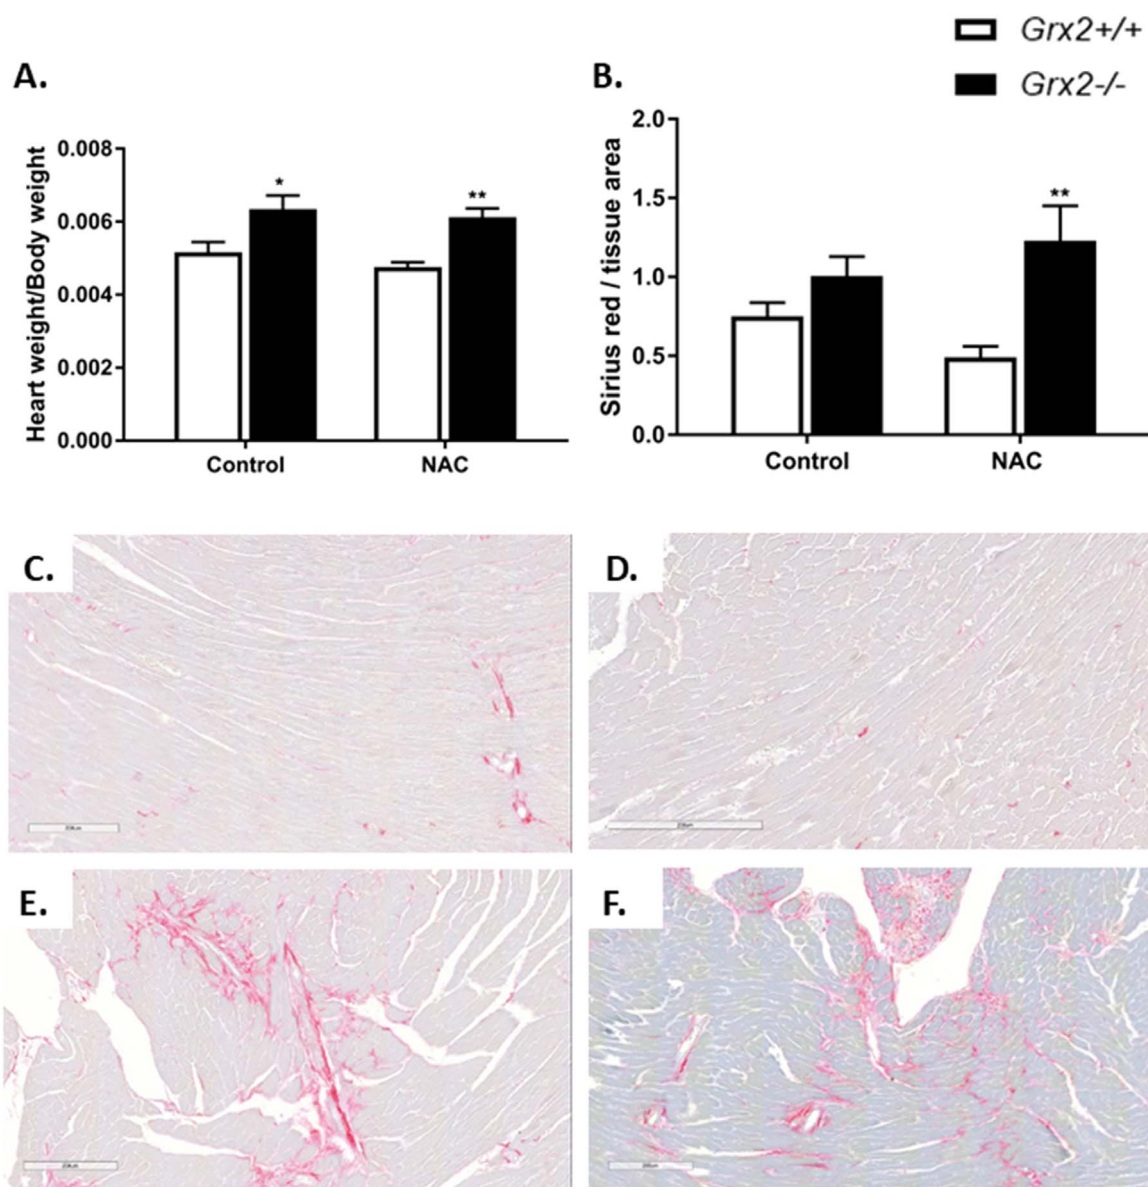 Grx2+/+
Grx2-/-
A.
Heart weight/Body weight
0.008
0.006
0.004
0.002
0.000
*
**
Control
NAC
B.
Sirius red / tissue area
2.0
1.5
1.0
0.5
0.0
**
Control
NAC
C.
D.
E.
F.